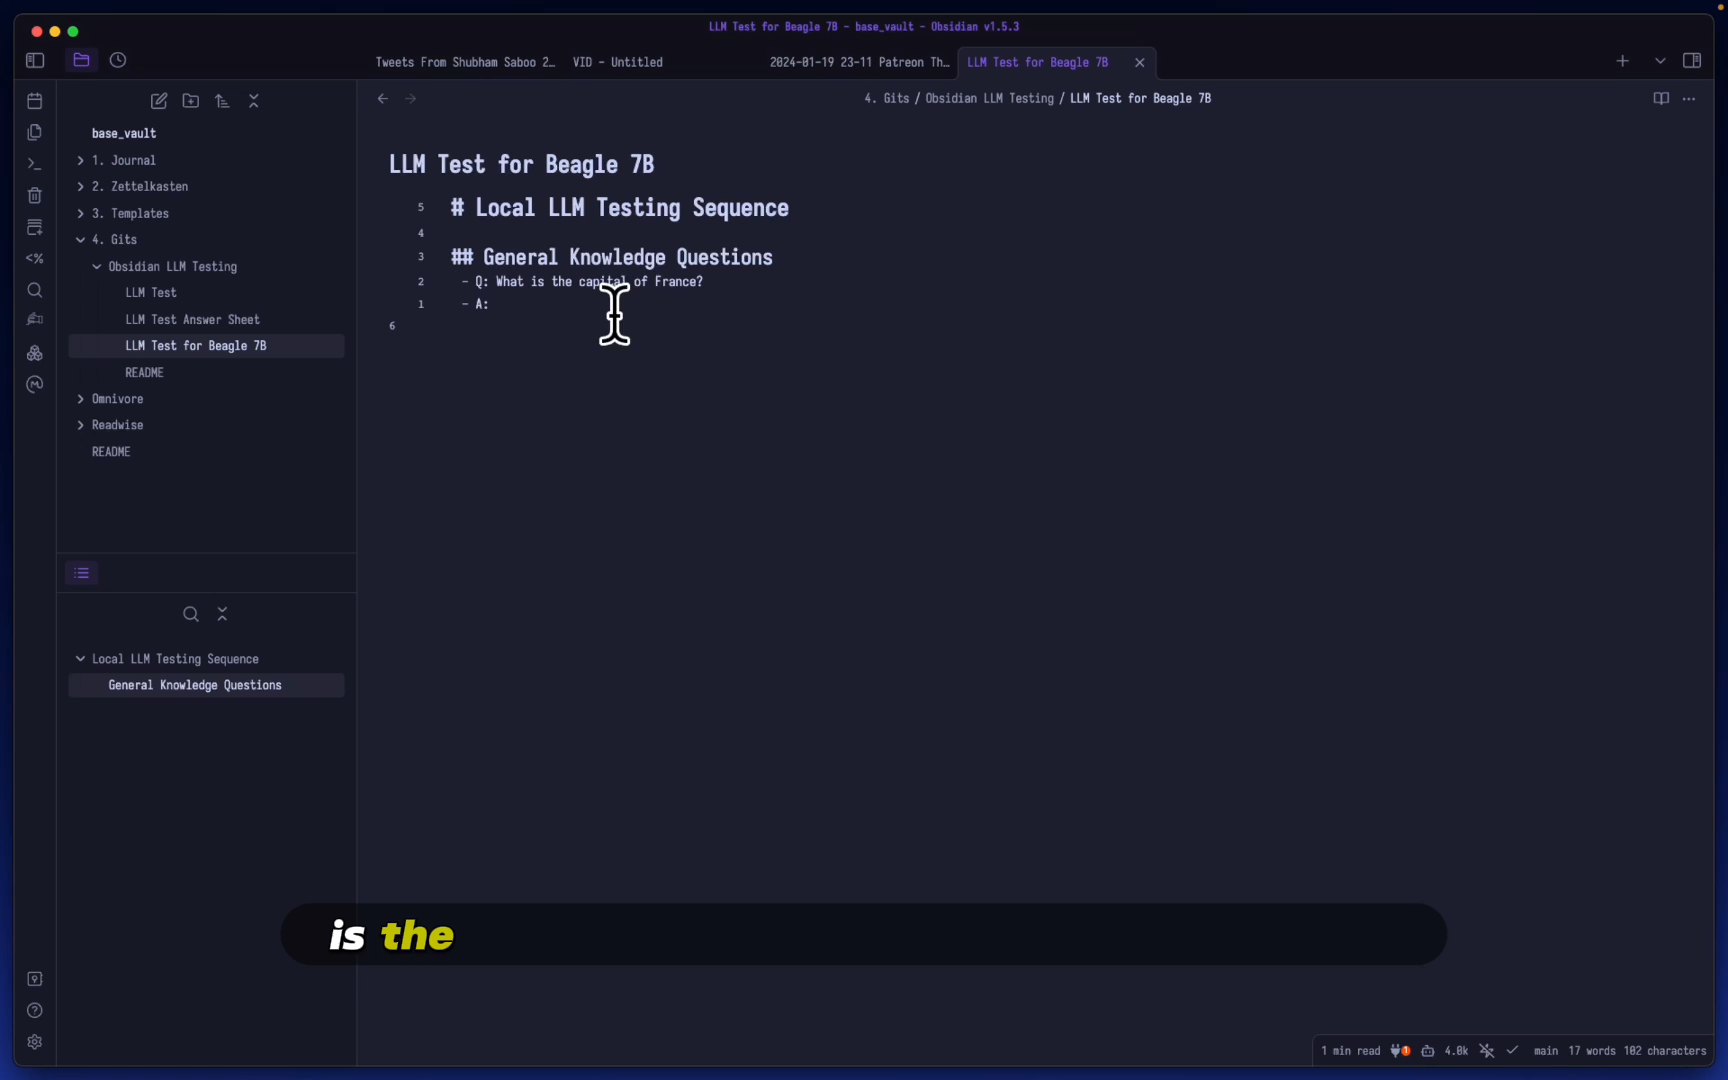 LLM Test for Beagle 7B - base_vault - Obsidian v1.5.3
Tweets From Shubham Saboo 2…
VID - Untitled
2024-01-19 23-11 Patreon Th…
LLM Test for Beagle 7B
4. Gits / Obsidian LLM Testing / LLM Test for Beagle 7B
base_vault
1. Journal
2. Zettelkasten
3. Templates
4. Gits
Obsidian LLM Testing
LLM Test
LLM Test Answer Sheet
LLM Test for Beagle 7B
README
Omnivore
Readwise
README
Local LLM Testing Sequence
General Knowledge Questions
LLM Test for Beagle 7B
5 # Local LLM Testing Sequence
4
3 ## General Knowledge Questions
2 - Q: What is the capital of France?
1 - A:
6
is the
1 min read 1 4.0k main 17 words 102 characters